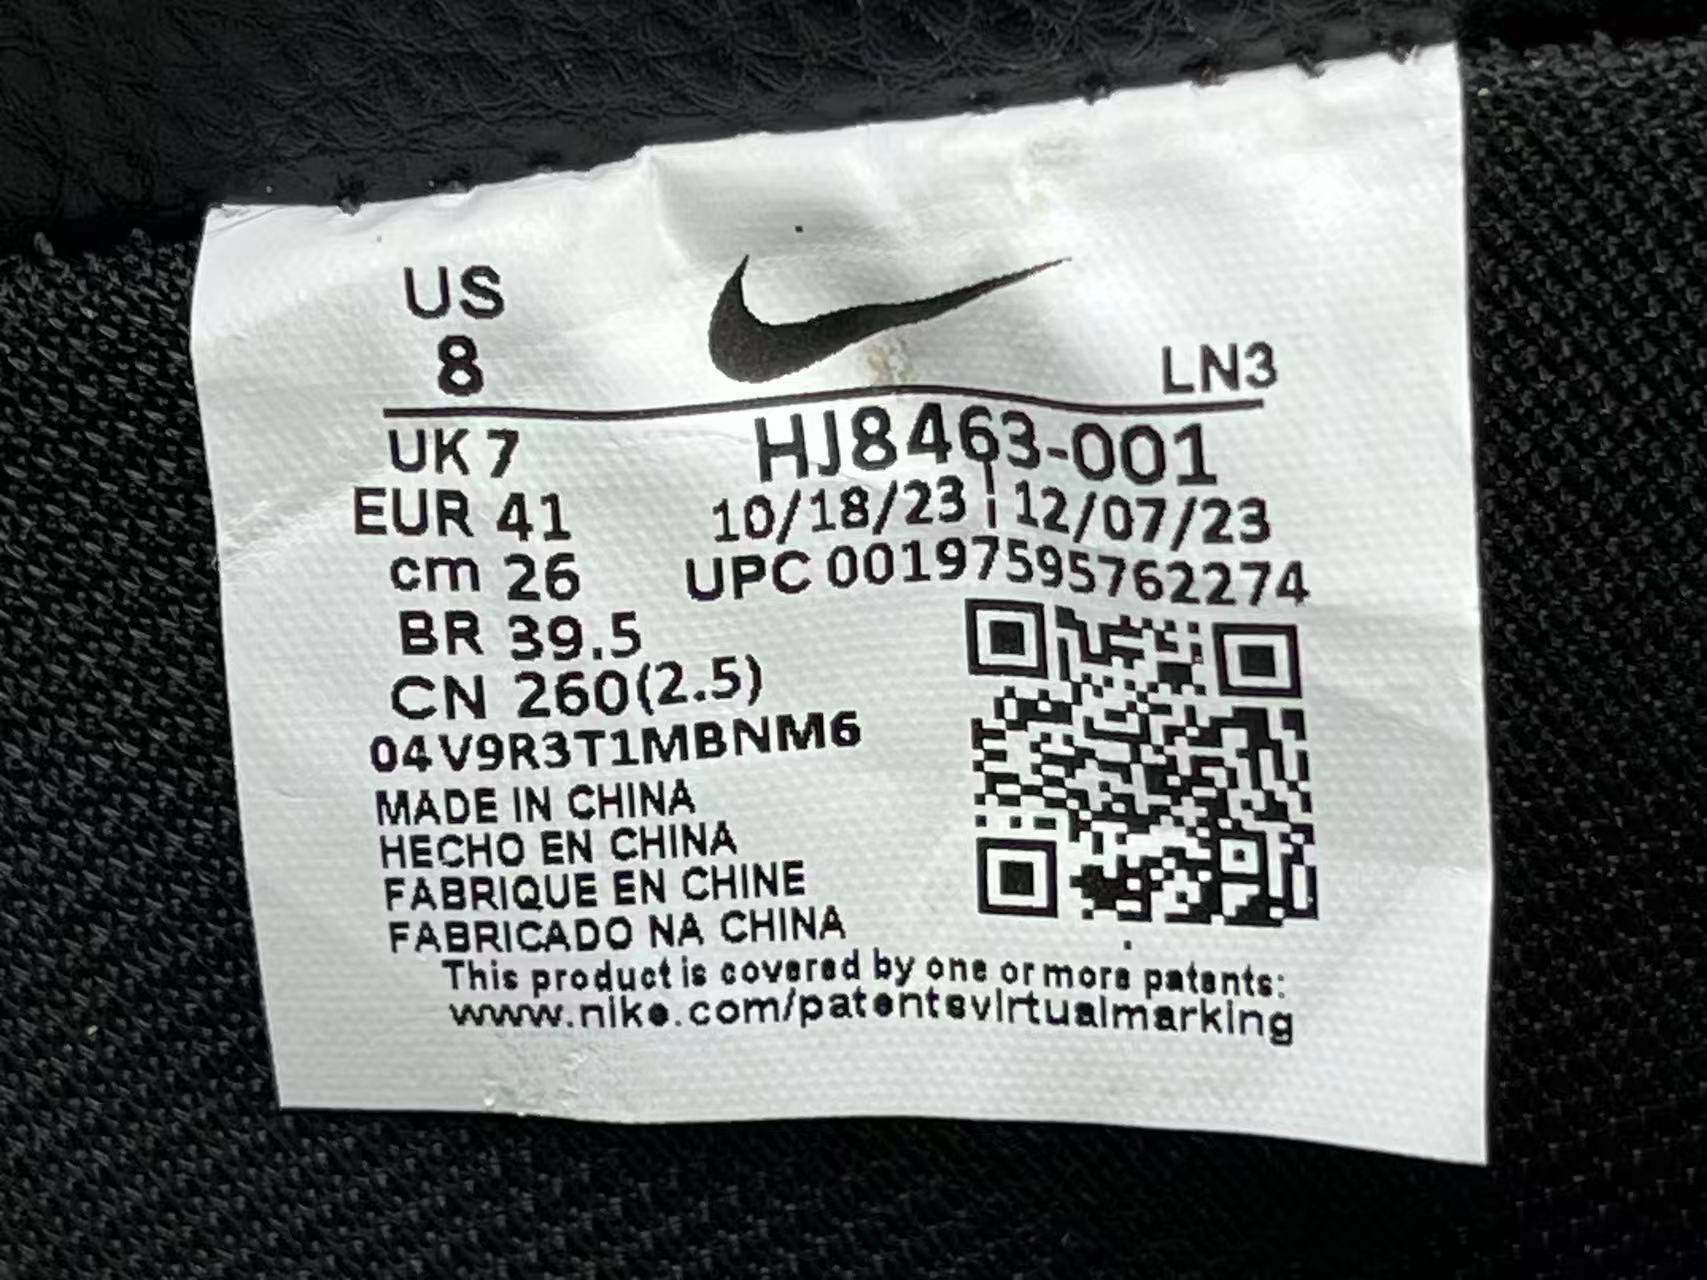 US
8
LN3
UK 7
HJ8463-001
EUR 41
10/18/23 | 12/07/23
cm 26
UPC 00197595762274
BR 39.5
CN 260(2.5)
04V9R3T1MBNM6
MADE IN CHINA
HECHO EN CHINA
FABRIQUE EN CHINE
FABRICADO NA CHINA
This product is covered by one or more patents:
www.nike.com/patentsvirtualmarking